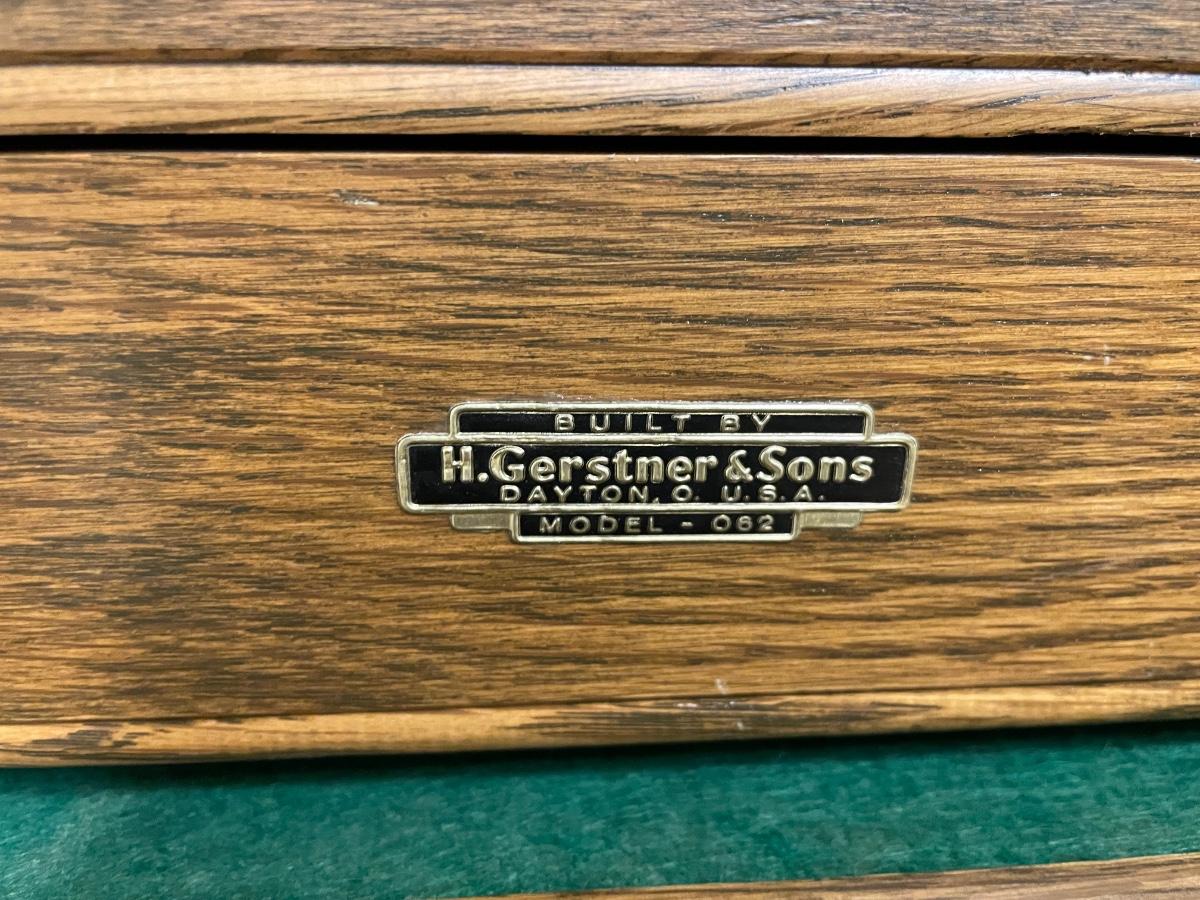 BUILT BY
H.Gerstner & Sons
DAYTON, O. U.S.A.
MODEL - 062